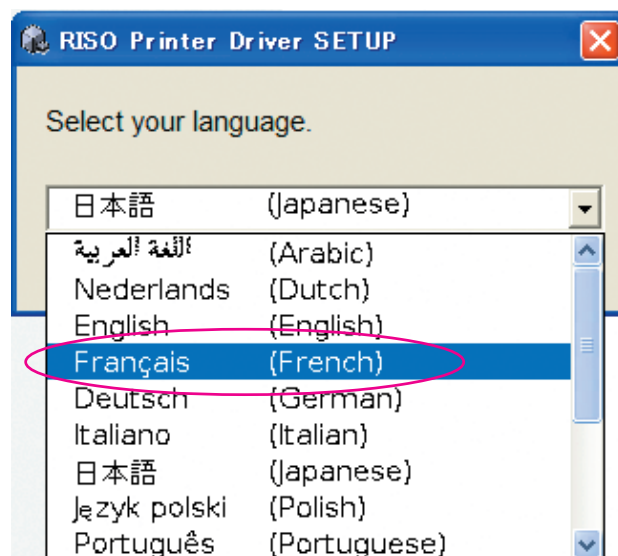 RISO Printer Driver SETUP
Select your language.
日本語 (Japanese)
اللغة العربية (Arabic)
Nederlands (Dutch)
English (English)
Français (French)
Deutsch (German)
Italiano (Italian)
日本語 (Japanese)
Język polski (Polish)
Português (Portuguese)